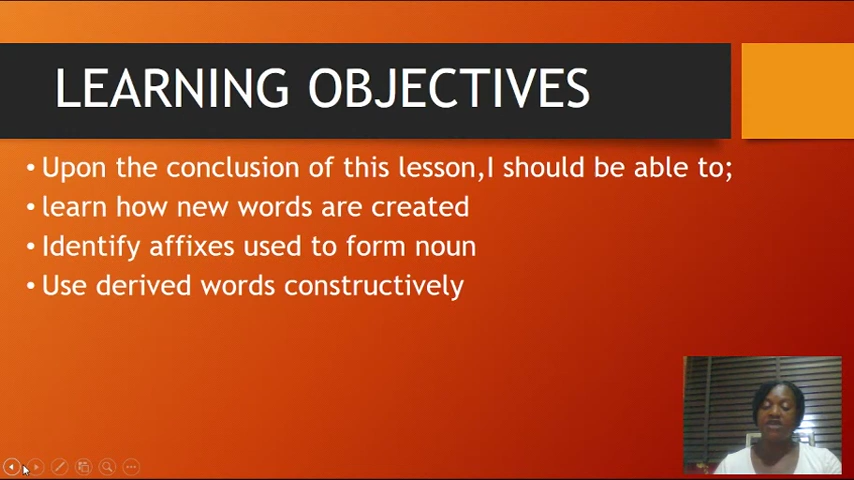 LEARNING OBJECTIVES
• Upon the conclusion of this lesson,I should be able to;
• learn how new words are created
• Identify affixes used to form noun
• Use derived words constructively